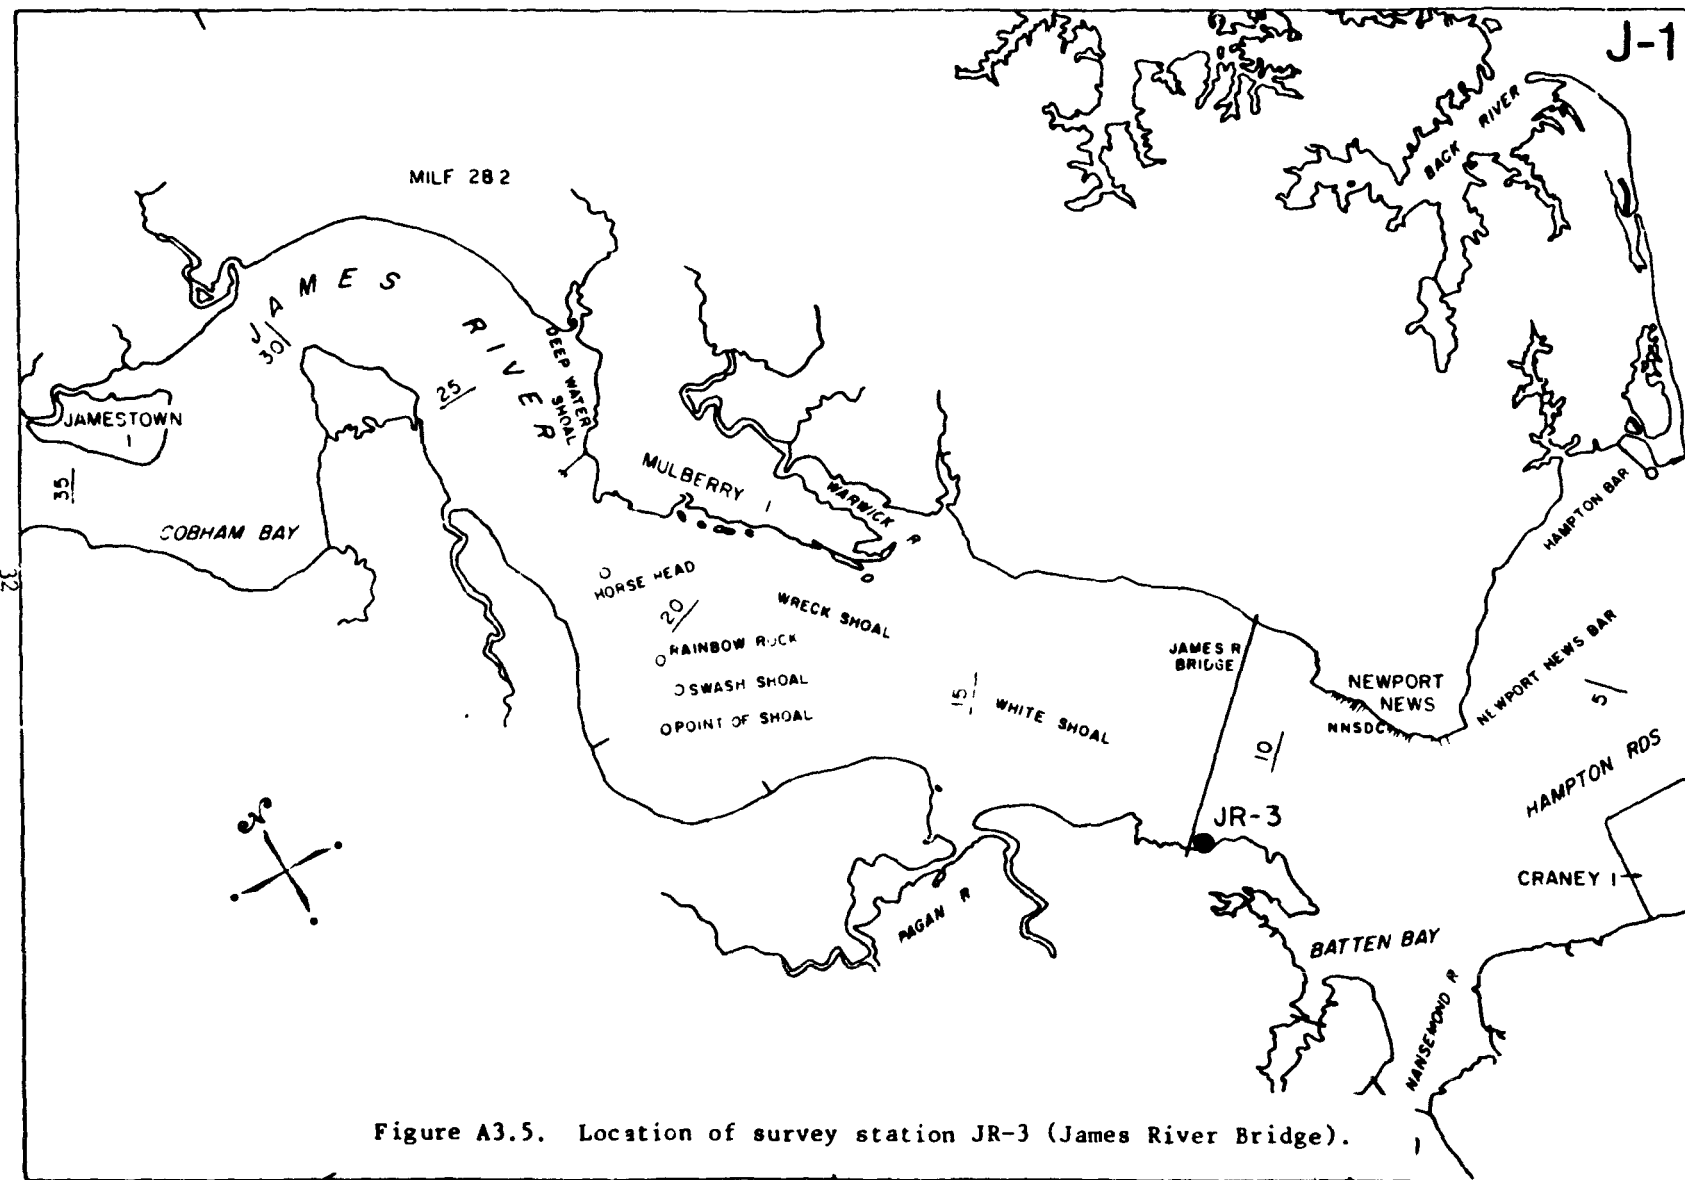 J-1
MILF 282
BACK RIVER
JAMES
RIVER
30
25
DEEP WATER
SHOAL
JAMESTOWN
I
35
COBHAM BAY
MULBERRY I
WARWICK R
HAMPTON BAR
32
HORSE HEAD
20
WRECK SHOAL
RAINBOW ROCK
SWASH SHOAL
POINT OF SHOAL
15
WHITE SHOAL
JAMES R
BRIDGE
NEWPORT
NEWS
NNSDC
NEWPORT NEWS BAR
5
10
HAMPTON RDS
N
JR-3
CRANEY I
PAGAN R
BATTEN BAY
NANSEMOND R
Figure A3.5. Location of survey station JR-3 (James River Bridge).